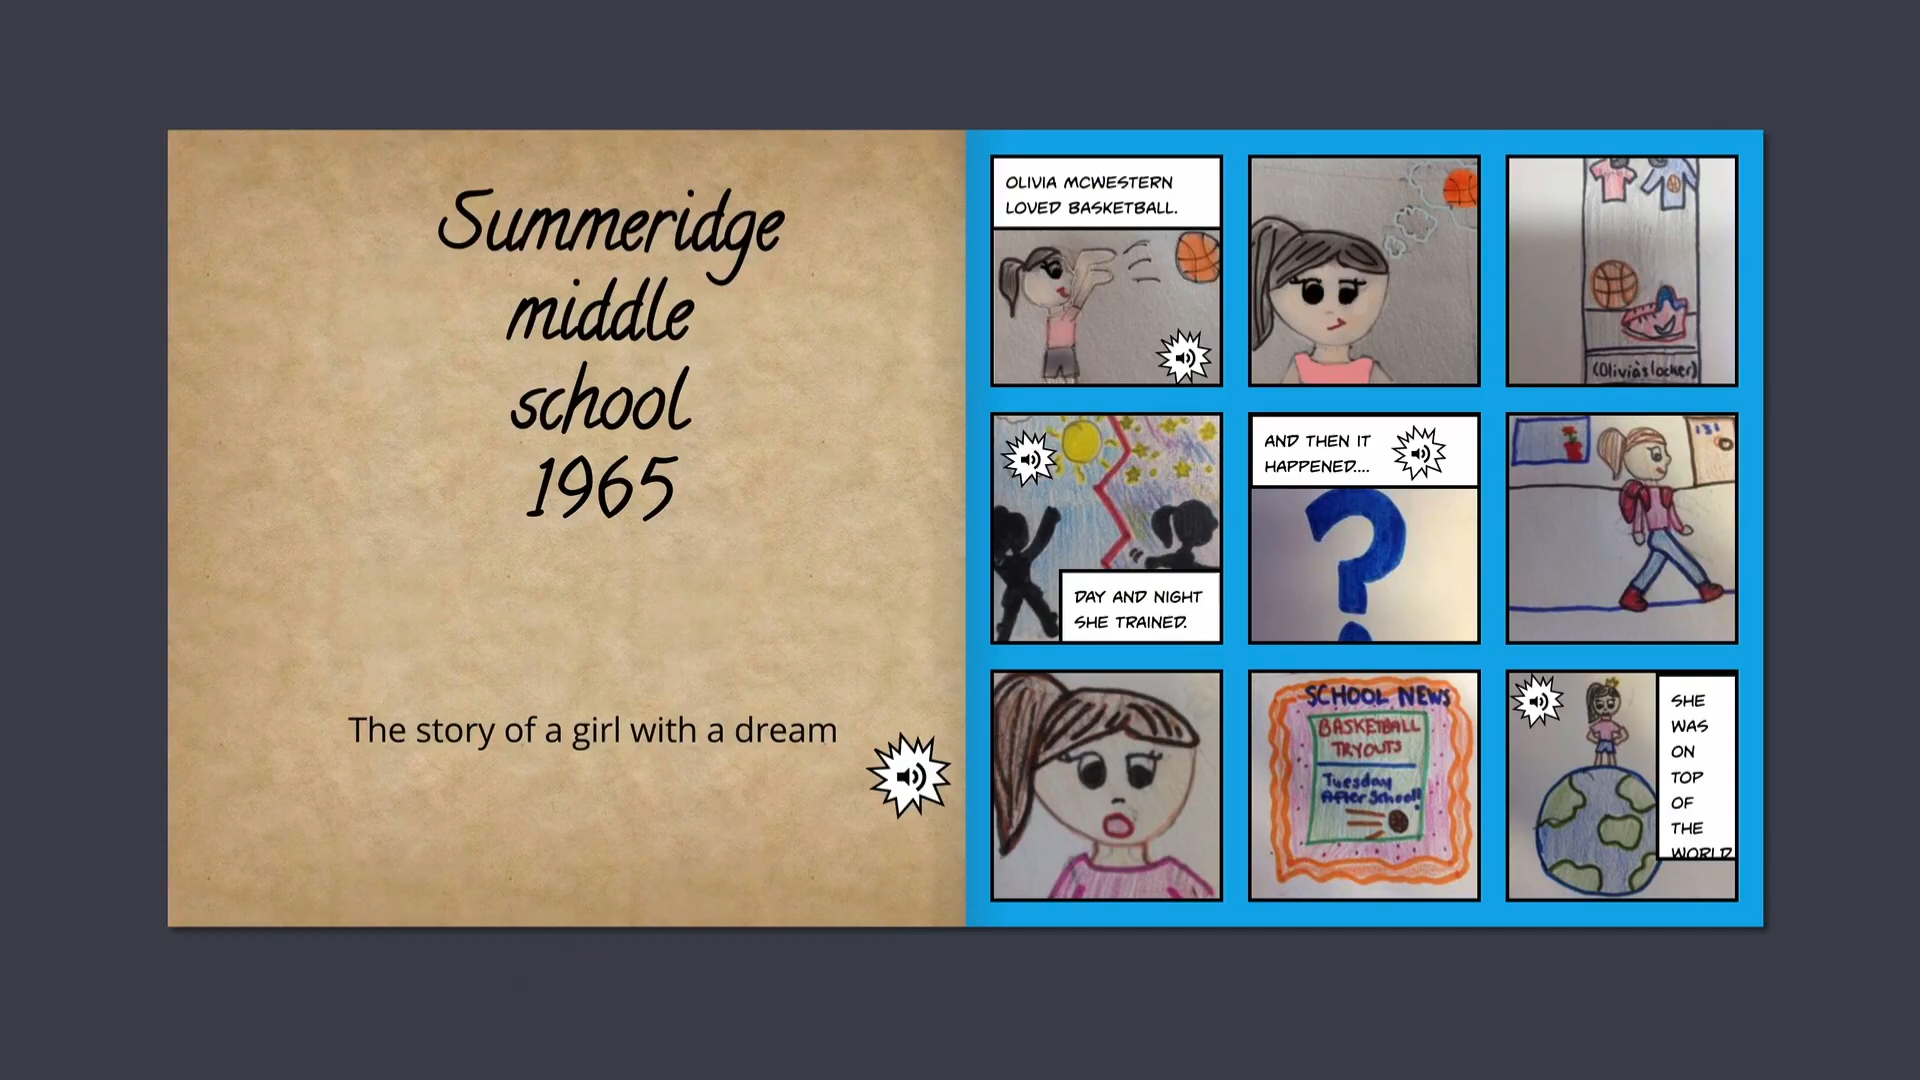 Summeridge
middle
school
1965
The story of a girl with a dream
OLIVIA MCWESTERN
LOVED BASKETBALL.
(Olivia's locker)
DAY AND NIGHT
SHE TRAINED.
AND THEN IT
HAPPENED....
131
SCHOOL NEWS
BASKETBALL
TRYOUTS
Tuesday
After School!
SHE
WAS
ON
TOP
OF
THE
WORLD